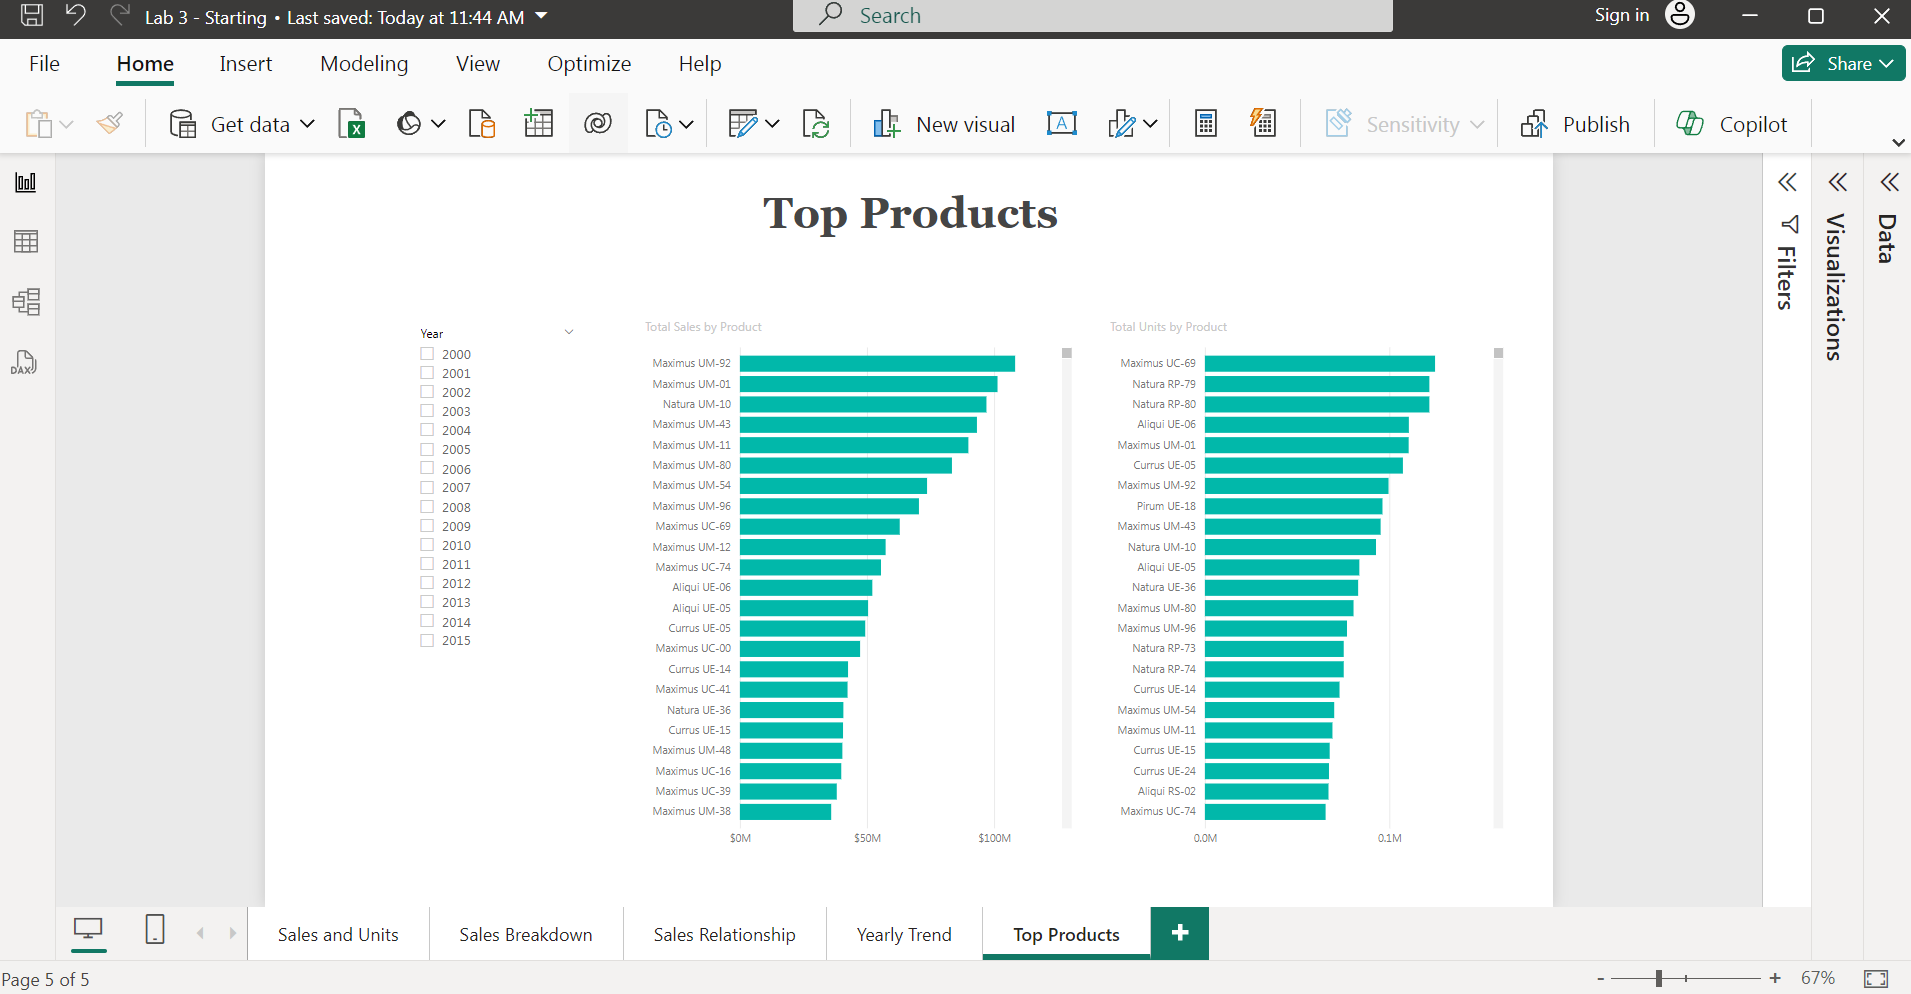 Lab 3 - Starting • Last saved: Today at 11:44 AM
Search
Sign in
File
Home
Insert
Modeling
View
Optimize
Help
Share
Get data
New visual
Sensitivity
Publish
Copilot
DAX
Top Products
Filters
Visualizations
Data
Year
2000
2001
2002
2003
2004
2005
2006
2007
2008
2009
2010
2011
2012
2013
2014
2015
Total Sales by Product
Maximus UM-92
Maximus UM-01
Natura UM-10
Maximus UM-43
Maximus UM-11
Maximus UM-80
Maximus UM-54
Maximus UM-96
Maximus UC-69
Maximus UM-12
Maximus UC-74
Aliqui UE-06
Aliqui UE-05
Currus UE-05
Maximus UC-00
Currus UE-14
Maximus UC-41
Natura UE-36
Currus UE-15
Maximus UM-48
Maximus UC-16
Maximus UC-39
Maximus UM-38
$0M
$50M
$100M
Total Units by Product
Maximus UC-69
Natura RP-79
Natura RP-80
Aliqui UE-06
Maximus UM-01
Currus UE-05
Maximus UM-92
Pirum UE-18
Maximus UM-43
Natura UM-10
Aliqui UE-05
Natura UE-36
Maximus UM-80
Maximus UM-96
Natura RP-73
Natura RP-74
Currus UE-14
Maximus UM-54
Maximus UM-11
Currus UE-15
Currus UE-24
Aliqui RS-02
Maximus UC-74
0.0M
0.1M
Sales and Units
Sales Breakdown
Sales Relationship
Yearly Trend
Top Products
+
Page 5 of 5
- + 67%